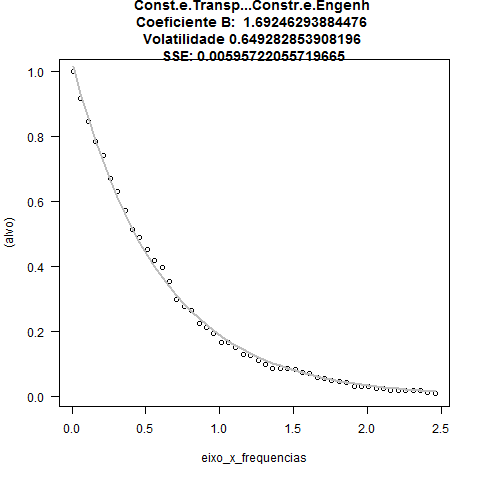 Const.e.Transp...Constr.e.Engenh
Coeficiente B:  1.69246293884476
Volatilidade 0.649282853908196
SSE: 0.00595722055719665
1.0
0.8
0.6
0.4
0.2
0.0
(alvo)
0.0 0.5 1.0 1.5 2.0 2.5
eixo_x_frequencias